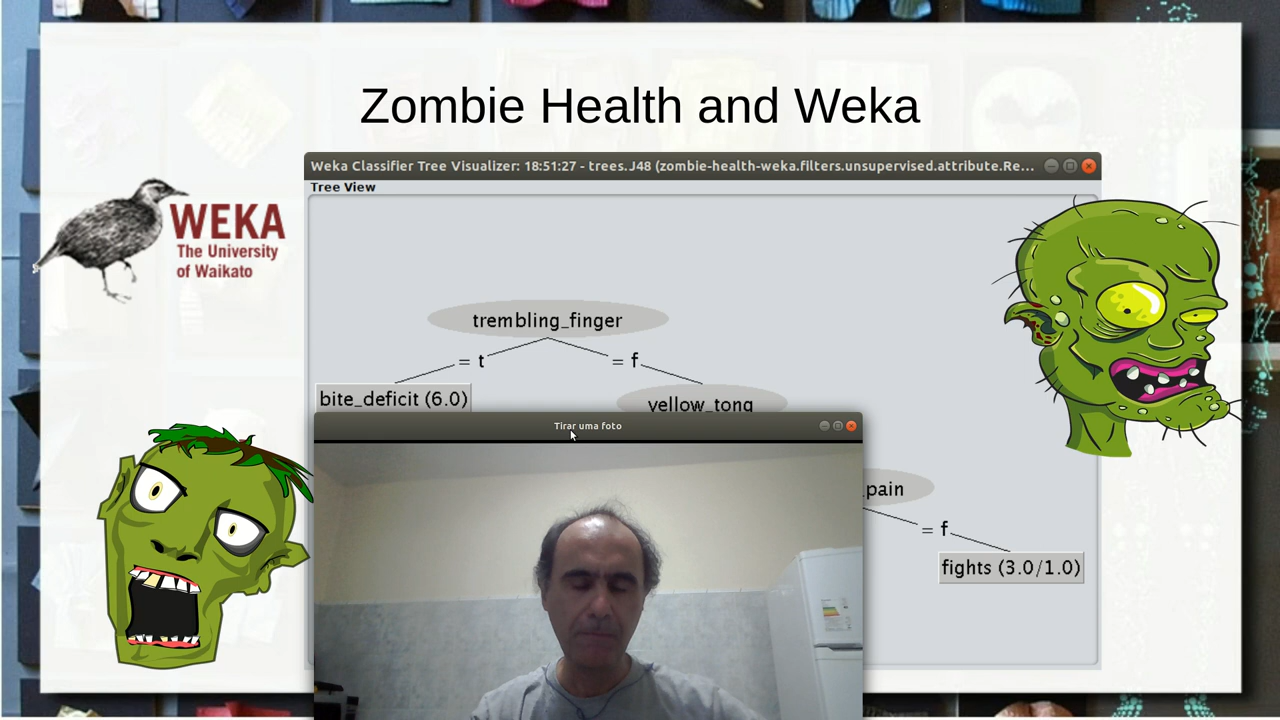 Zombie Health and Weka
Weka Classifier Tree Visualizer: 18:51:27 - trees.J48 (zombie-health-weka.filters.unsupervised.attribute.Re...
Tree View
WEKA
The University
of Waikato
trembling_finger
= t
= f
bite_deficit (6.0)
yellow_tong
Tirar uma foto
pain
= f
fights (3.0/1.0)